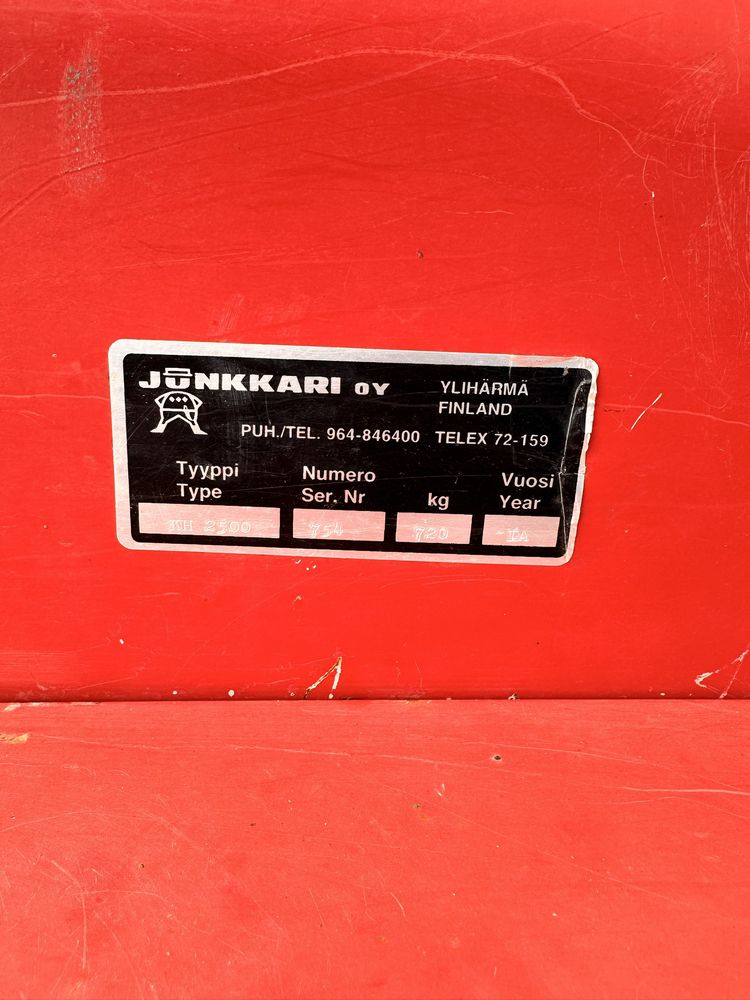 JUNKKARI OY
YLIHÄRMÄ
FINLAND
PUH./TEL. 964-846400 TELEX 72-159
Tyyppi Numero Vuosi
Type Ser. Nr kg Year
2500 754 720